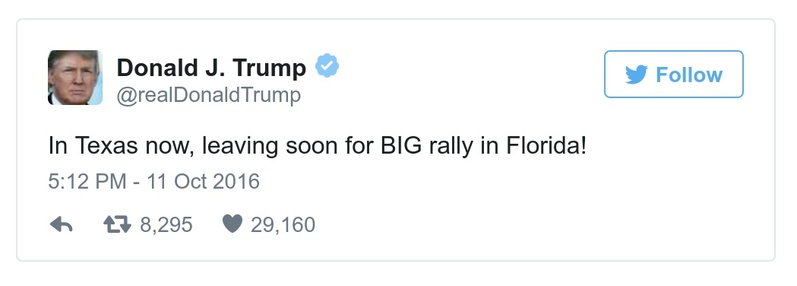 Donald J. Trump
Follow
@realDonaldTrump
In Texas now, leaving soon for BIG rally in Florida!
5:12 PM - 11 Oct 2016
8,295 29,160